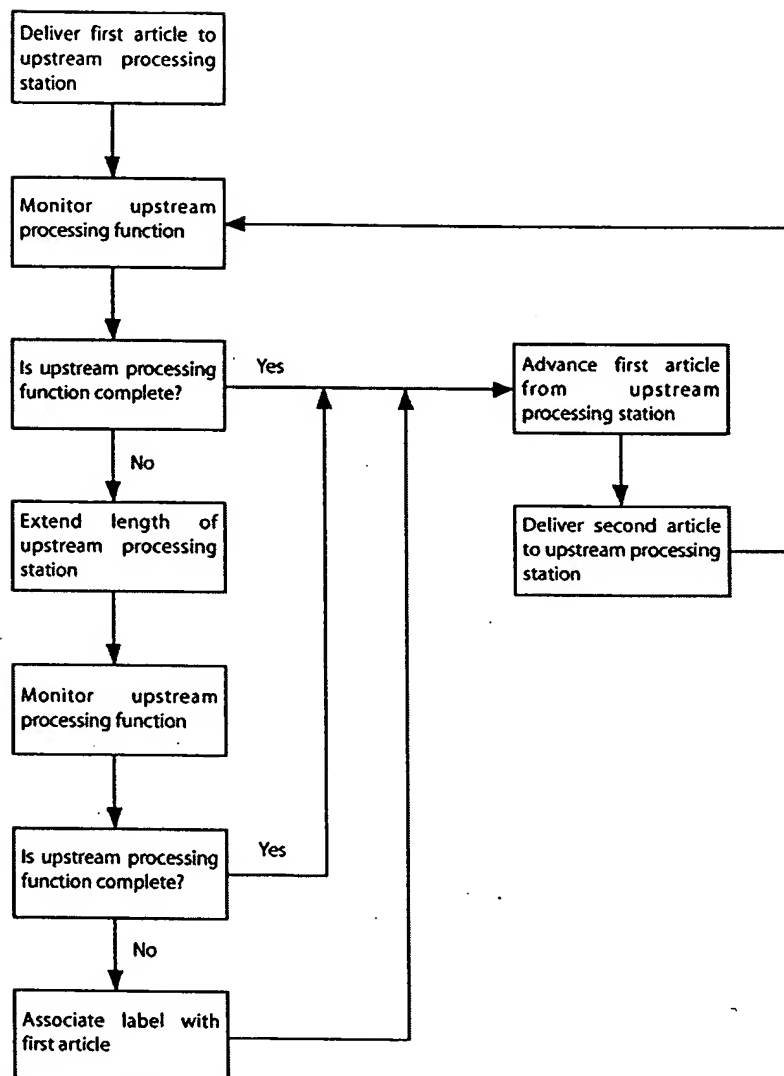 Deliver first article to
upstream processing
station
Monitor upstream
processing function
Is upstream processing
function complete?
Yes
Advance first article
from upstream
processing station
No
Extend length of
upstream processing
station
Deliver second article
to upstream processing
station
Monitor upstream
processing function
Is upstream processing
function complete?
Yes
No
Associate label with
first article